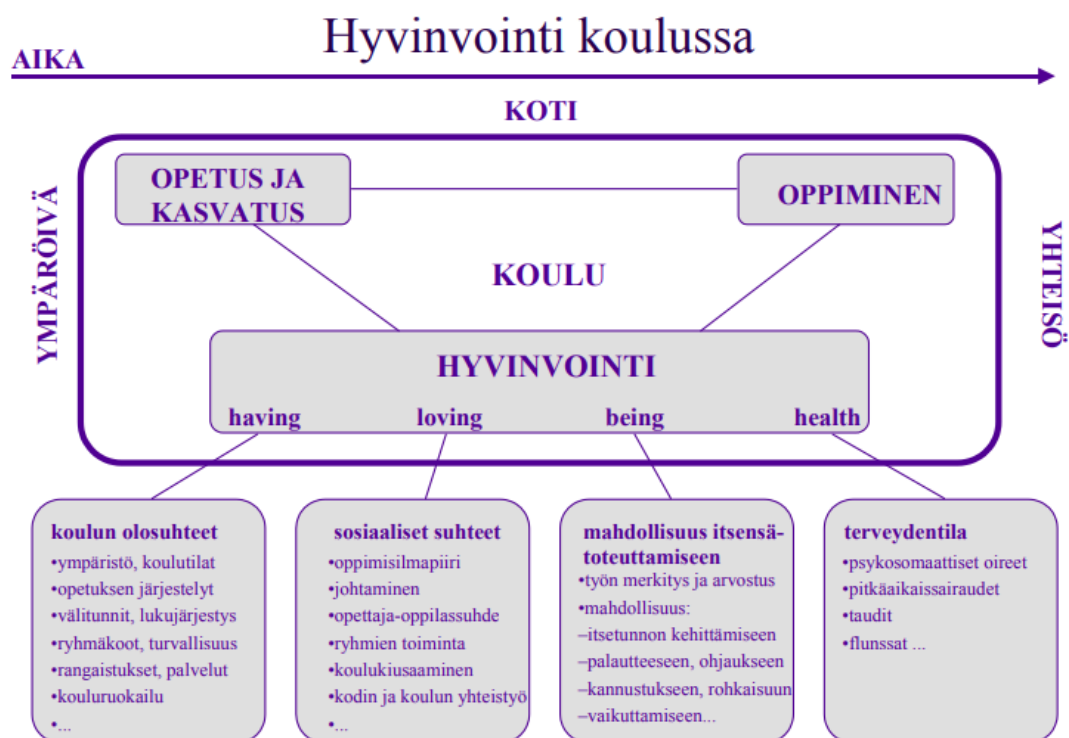 Hyvinvointi koulussa
AIKA
KOTI
YMPÄRÖIVÄ
YHTEISÖ
OPETUS JA
KASVATUS
OPPIMINEN
KOULU
HYVINVOINTI
having loving being health
koulun olosuhteet
•ympäristö, koulutilat
•opetuksen järjestelyt
•välitunnit, lukujärjestys
•ryhmäkoot, turvallisuus
•rangaistukset, palvelut
•kouluruokailu
•...
sosiaaliset suhteet
•oppimisilmapiiri
•johtaminen
•opettaja-oppilassuhde
•ryhmien toiminta
•koulukiusaaminen
•kodin ja koulun yhteistyö
•...
mahdollisuus itsensä-
toteuttamiseen
•työn merkitys ja arvostus
•mahdollisuus:
–itsetunnon kehittämiseen
–palautteeseen, ohjaukseen
–kannustukseen, rohkaisuun
–vaikuttamiseen...
terveydentila
•psykosomaattiset oireet
•pitkäaikaissairaudet
•taudit
•flunssat ...